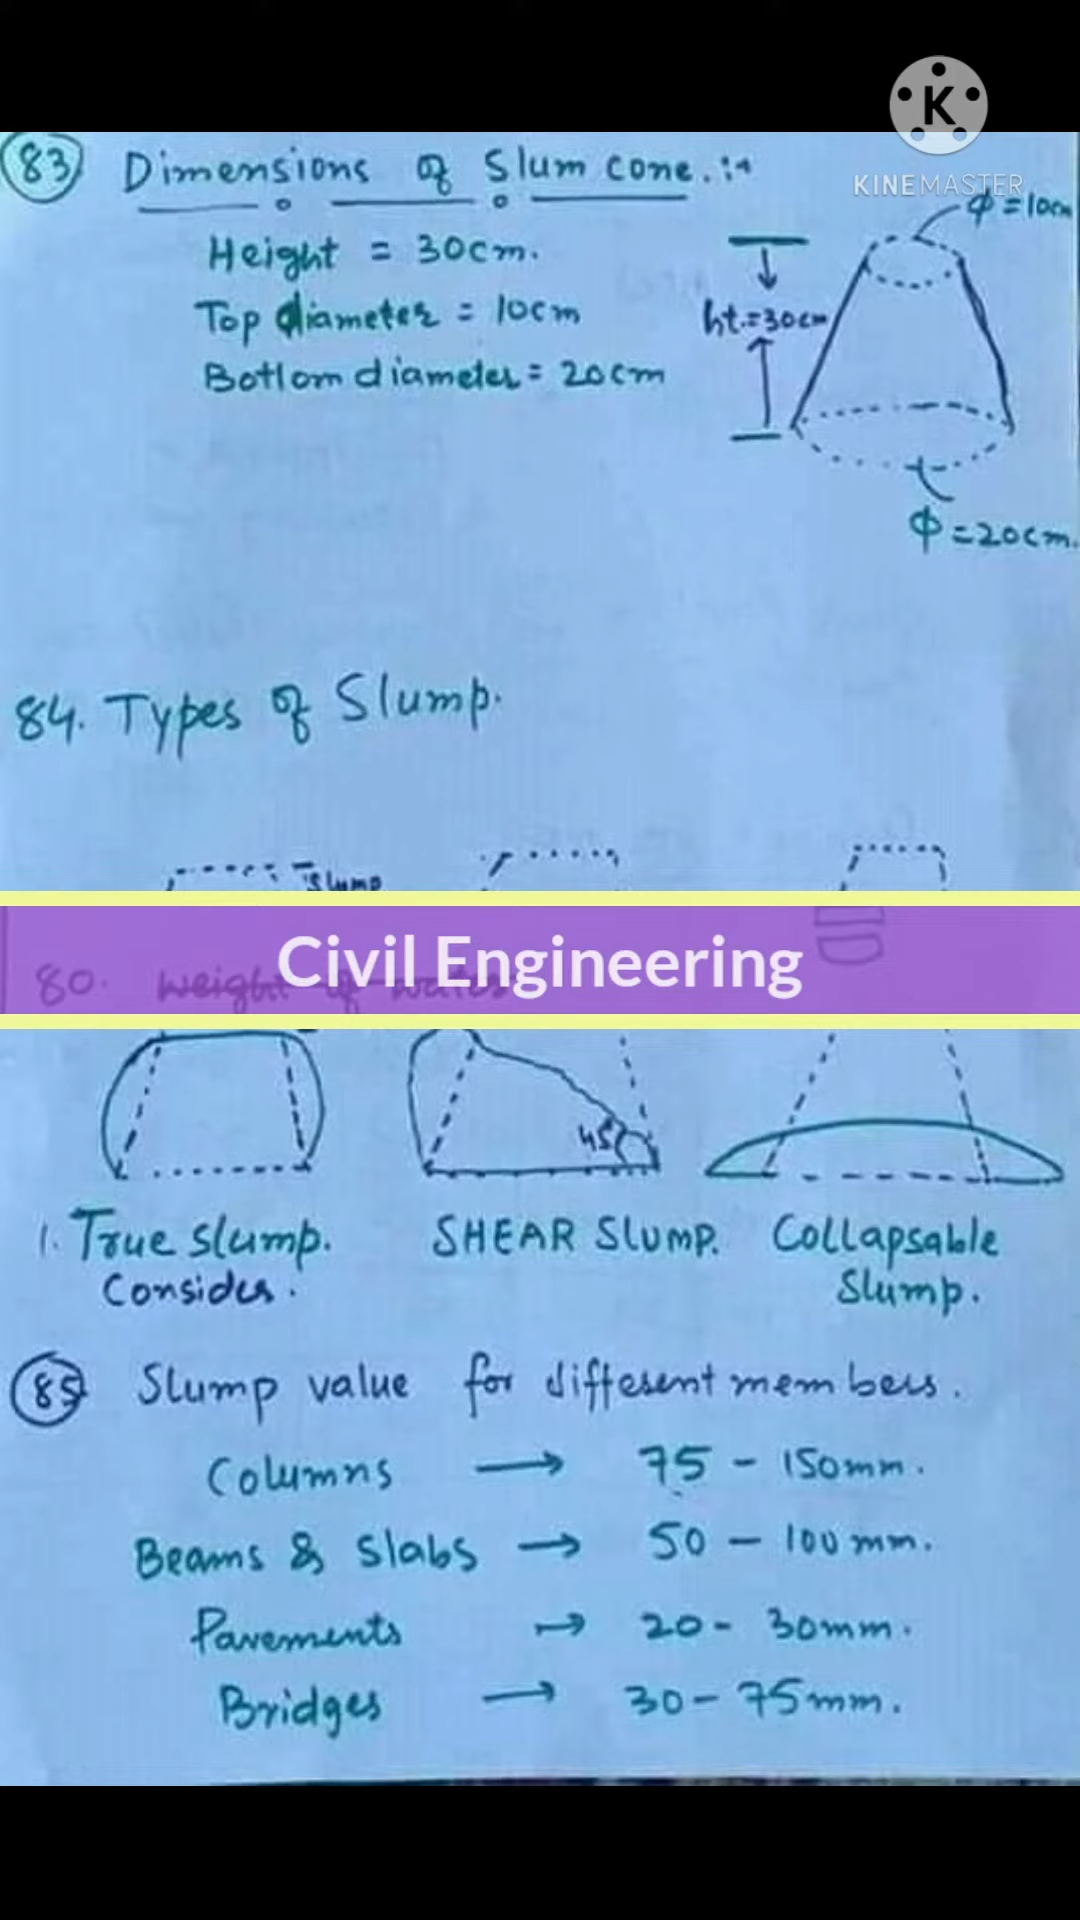 K
KINEMASTER
83 Dimensions of Slum cone.:-
Height = 30cm.
Top diameter = 10cm
Bottom diameter = 20cm
ϕ=10cm
ht.=30cm
ϕ=20cm.
84. Types of Slump.
Slump
80. weight of water
Civil Engineering
45
1. True slump. SHEAR SLUMP. Collapsable
Consider. Slump.
85 Slump value for different members.
Columns → 75 - 150mm.
Beams & Slabs → 50 - 100mm.
Pavements → 20 - 30mm.
Bridges → 30 - 75mm.